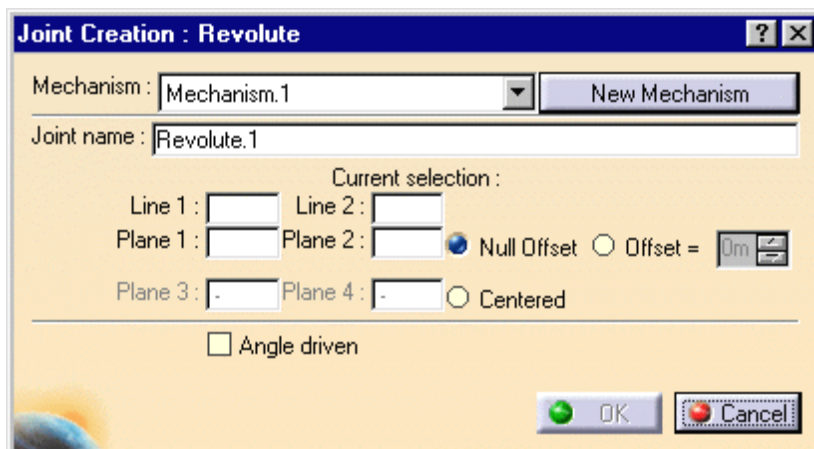 Joint Creation : Revolute
Mechanism : Mechanism.1 New Mechanism
Joint name : Revolute.1
Current selection :
Line 1 : Line 2 :
Plane 1 : Plane 2 : Null Offset Offset = 0m
Plane 3 : - Plane 4 : - Centered
Angle driven
OK Cancel